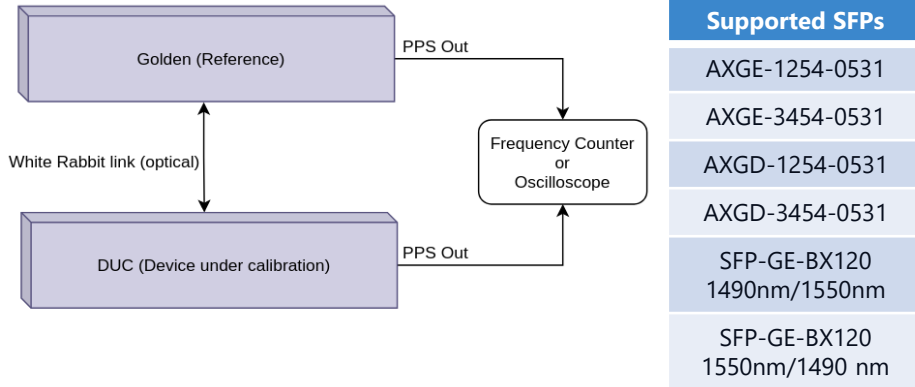 Golden (Reference)
PPS Out
White Rabbit link (optical)
Frequency Counter
or
Oscilloscope
DUC (Device under calibration)
PPS Out
Supported SFPs
AXGE-1254-0531
AXGE-3454-0531
AXGD-1254-0531
AXGD-3454-0531
SFP-GE-BX120
1490nm/1550nm
SFP-GE-BX120
1550nm/1490 nm